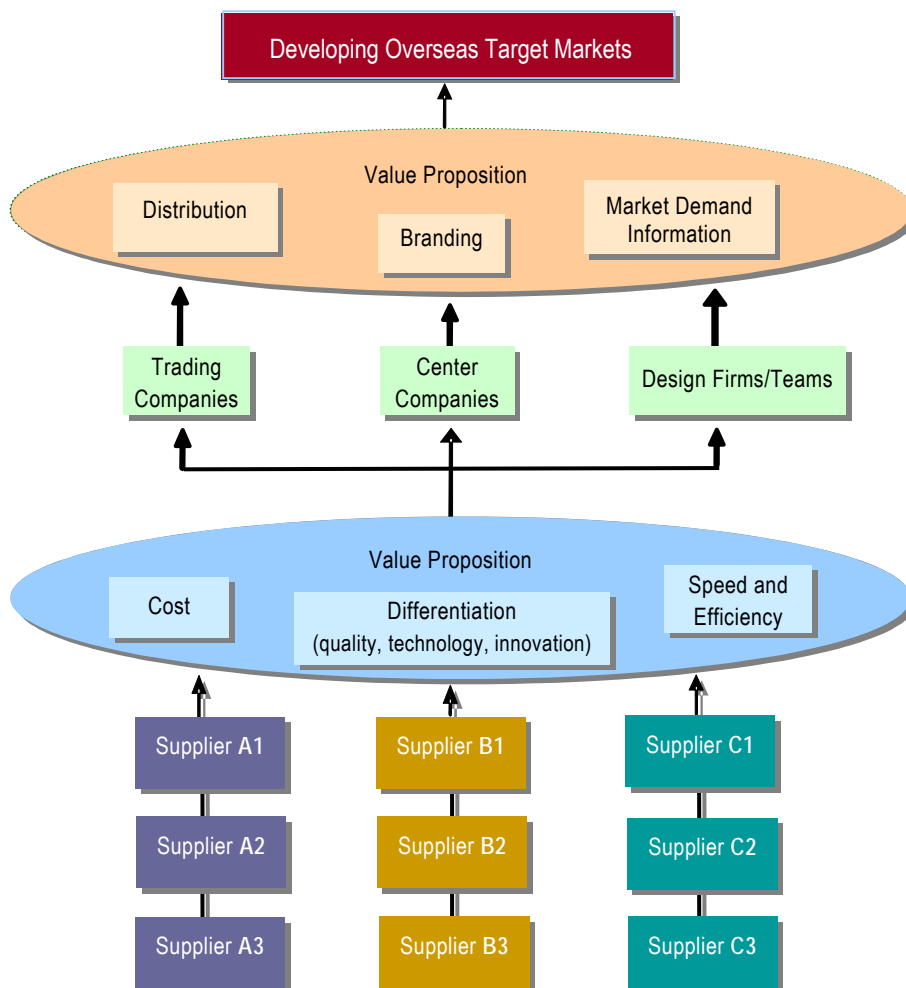 Developing Overseas Target Markets
Value Proposition
Distribution
Branding
Market Demand
Information
Trading
Companies
Center
Companies
Design Firms/Teams
Value Proposition
Cost
Differentiation
(quality, technology, innovation)
Speed and
Efficiency
Supplier A1
Supplier B1
Supplier C1
Supplier A2
Supplier B2
Supplier C2
Supplier A3
Supplier B3
Supplier C3